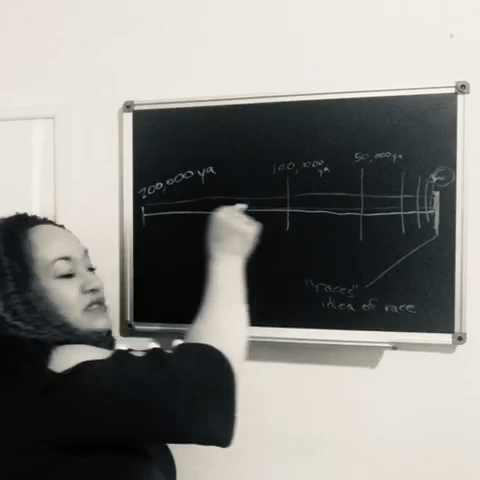 200,000 ya
100,000
ya
50,000 ya
"races"
idea of race